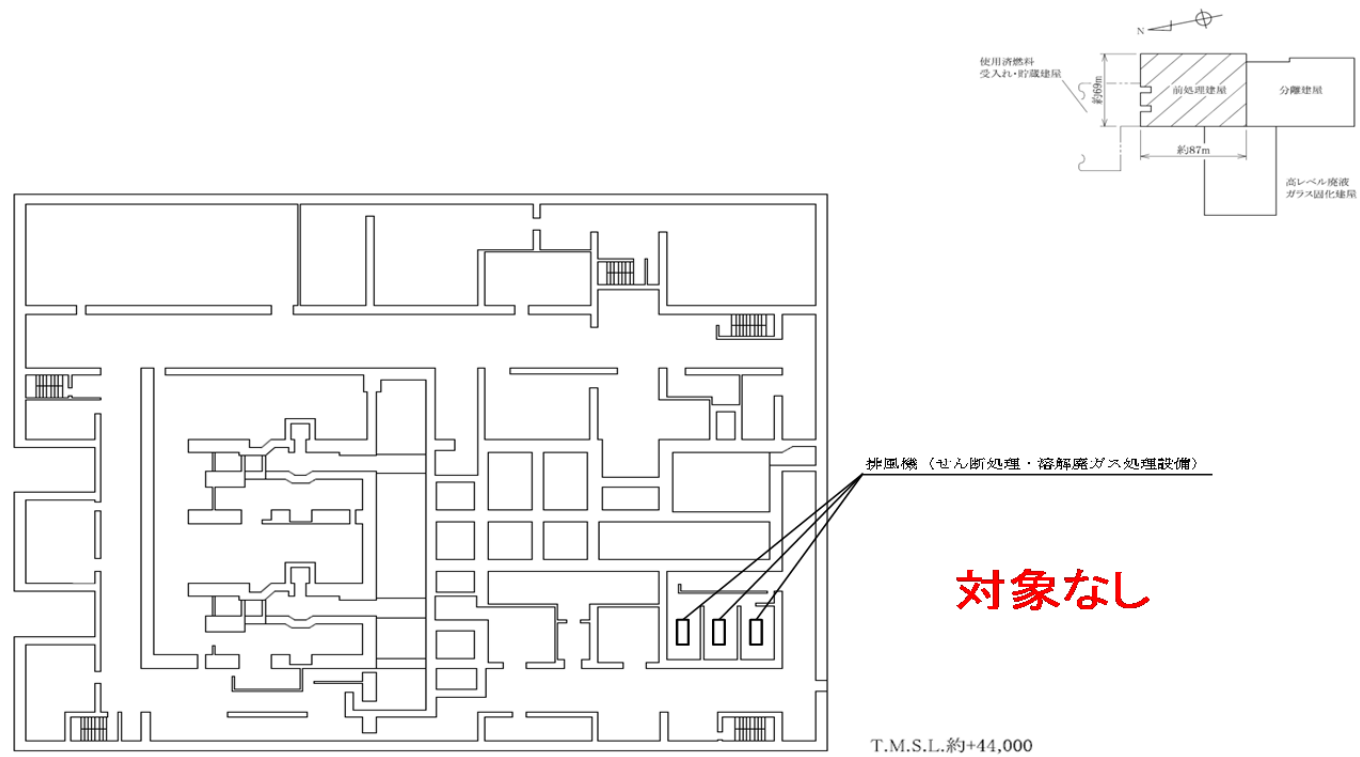 N
使用済燃料
受入れ・貯蔵建屋
約69m
前処理建屋
分離建屋
約87m
高レベル廃液
ガラス固化建屋
排風機（せん断処理・溶解廃ガス処理設備）
対象なし
T.M.S.L.約+44,000